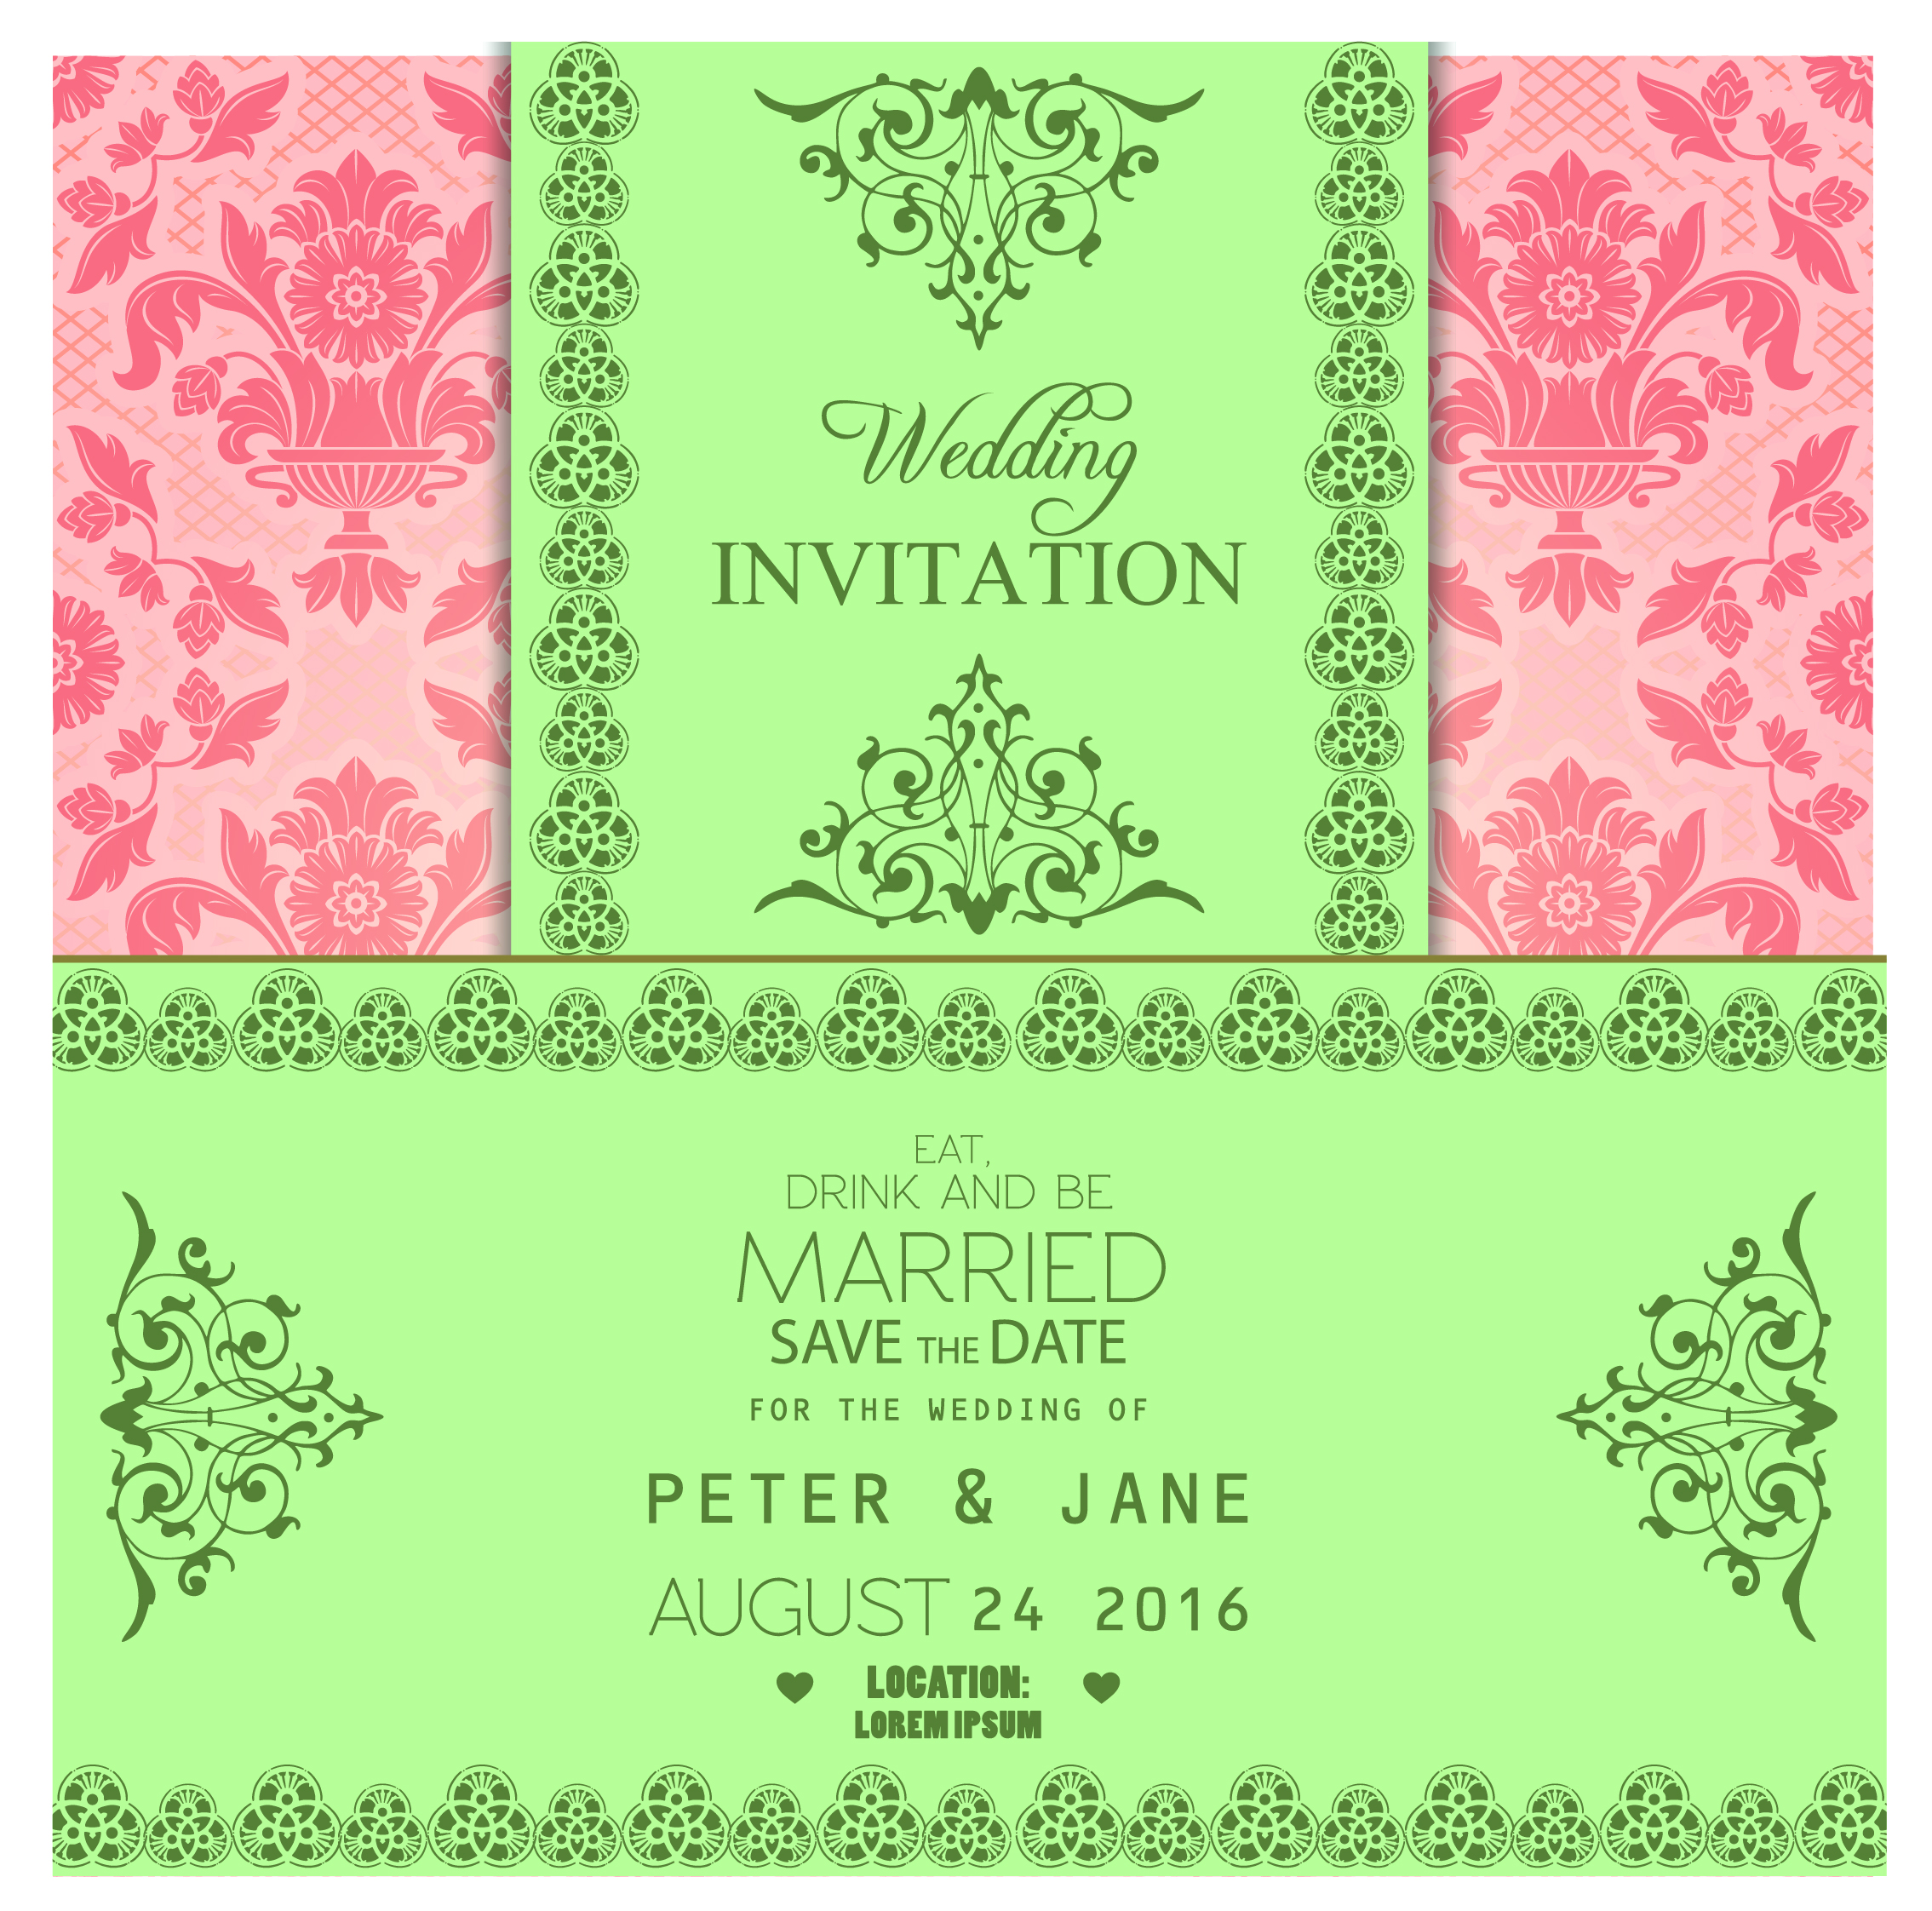 Wedding
INVITATION
EAT,
DRINK AND BE
MARRIED
SAVE THE DATE
FOR THE WEDDING OF
PETER & JANE
AUGUST 24 2016
LOCATION:
LOREM IPSUM